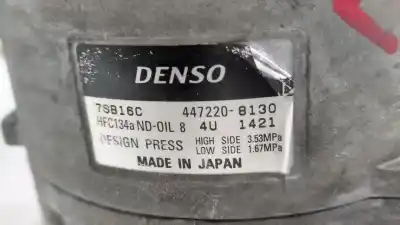 DENSO
7SB16C 447220-8130
HFC134a ND-OIL 8 4U 1421
DESIGN PRESS HIGH SIDE 3.53MPa
LOW SIDE 1.67MPa
MADE IN JAPAN